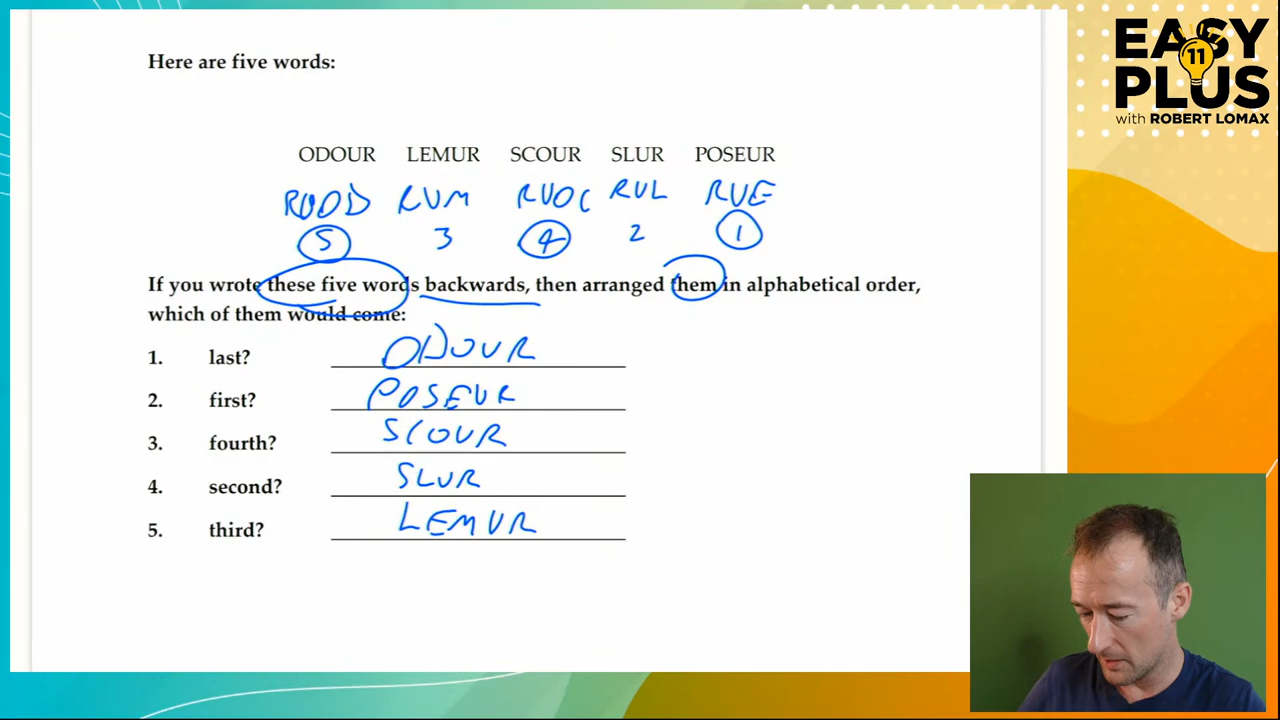 EASY
11
PLUS
with ROBERT LOMAX
Here are five words:
ODOUR LEMUR SCOUR SLUR POSEUR
RUOD RUM RUOC RUL RUE
5 3 4 2 1
If you wrote these five words backwards, then arranged them in alphabetical order,
which of them would come:
1. last? ODOUR
2. first? POSEUR
3. fourth? SCOUR
4. second? SLUR
5. third? LEMUR